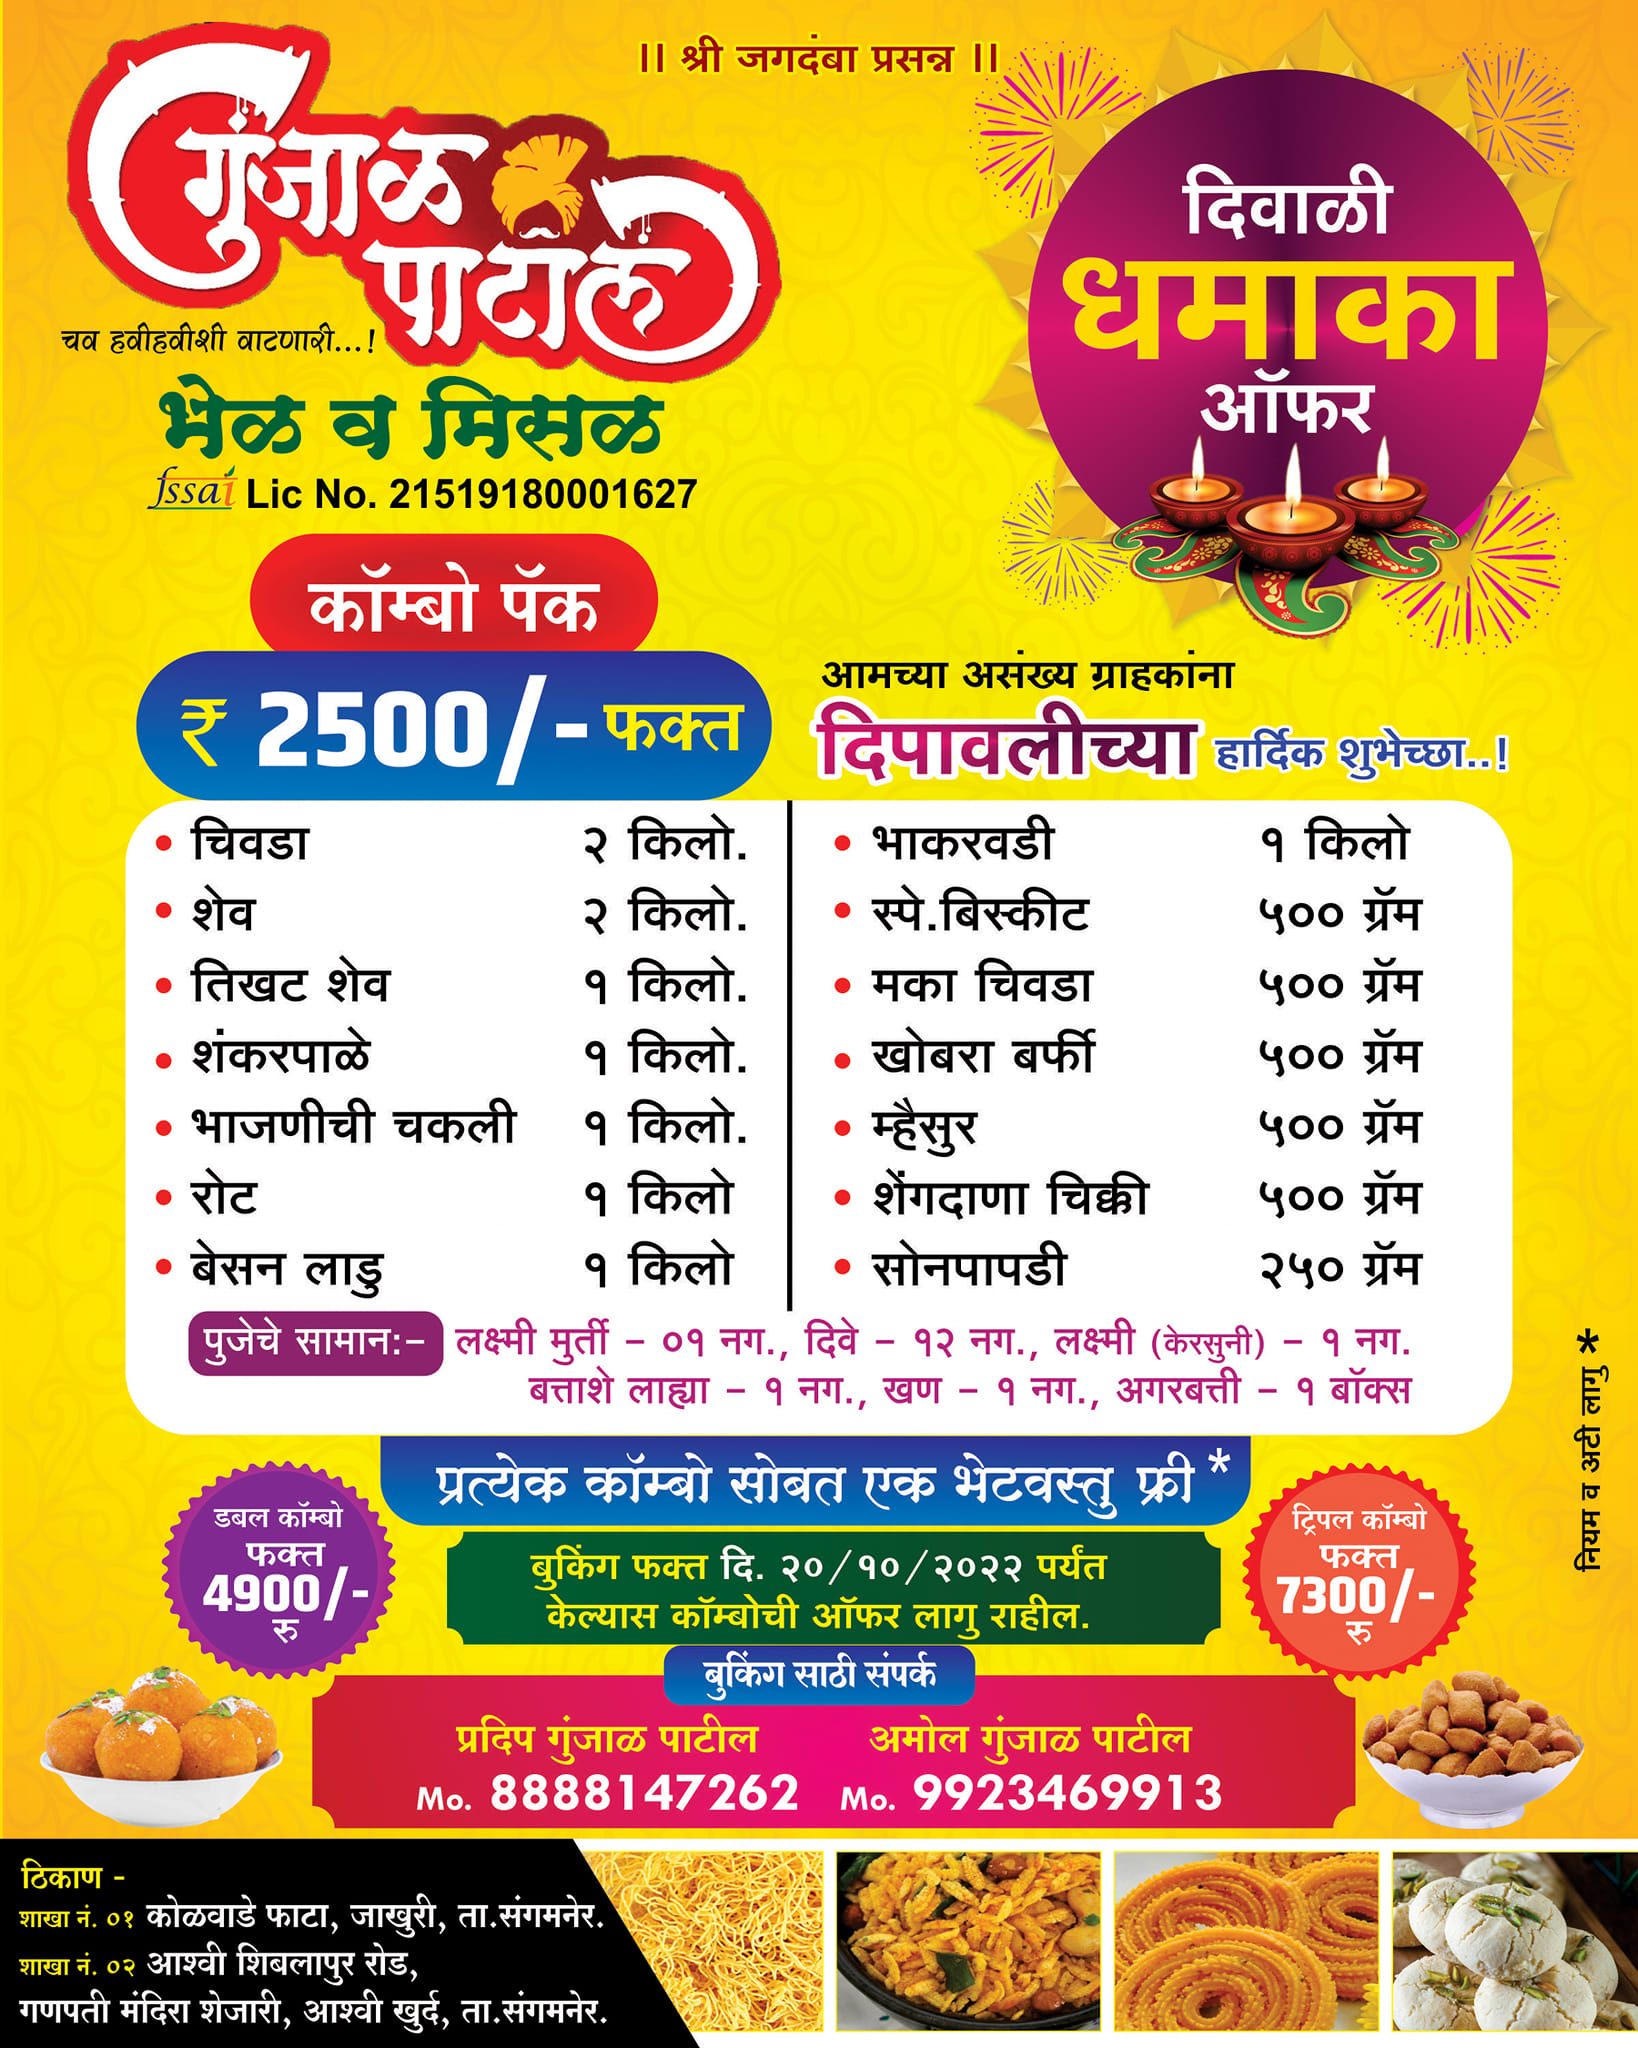 ।। श्री जगदंबा प्रसन्न ।।
गुंजाळ
पाटील
चव हवीहवीशी वाटणारी...!
भेळ व मिसळ
fssai Lic No. 21519180001627
दिवाळी
धमाका
ऑफर
कॉम्बो पॅक
₹ 2500/- फक्त
आमच्या असंख्य ग्राहकांना
दिपावलीच्या हार्दिक शुभेच्छा..!
• चिवडा २ किलो.
• शेव २ किलो.
• तिखट शेव १ किलो.
• शंकरपाळे १ किलो.
• भाजणीची चकली १ किलो.
• रोट १ किलो
• बेसन लाडु १ किलो
• भाकरवडी १ किलो
• स्पे.बिस्कीट ५०० ग्रॅम
• मका चिवडा ५०० ग्रॅम
• खोबरा बर्फी ५०० ग्रॅम
• म्हैसुर ५०० ग्रॅम
• शेंगदाणा चिक्की ५०० ग्रॅम
• सोनपापडी २५० ग्रॅम
पुजेचे सामान:- लक्ष्मी मुर्ती - ०१ नग., दिवे - १२ नग., लक्ष्मी (केरसुनी) - १ नग.
बत्ताशे लाह्या - १ नग., खण - १ नग., अगरबत्ती - १ बॉक्स
नियम व अटी लागु *
प्रत्येक कॉम्बो सोबत एक भेटवस्तु फ्री *
डबल कॉम्बो
फक्त
4900/-
रु
बुकिंग फक्त दि. २०/१०/२०२२ पर्यंत
केल्यास कॉम्बोची ऑफर लागु राहील.
ट्रिपल कॉम्बो
फक्त
7300/-
रु
बुकिंग साठी संपर्क
प्रदिप गुंजाळ पाटील
Mo. 8888147262
अमोल गुंजाळ पाटील
Mo. 9923469913
ठिकाण -
शाखा नं. ०१ कोळवाडे फाटा, जाखुरी, ता.संगमनेर.
शाखा नं. ०२ आश्वी शिबलापुर रोड,
गणपती मंदिरा शेजारी, आश्वी खुर्द, ता.संगमनेर.